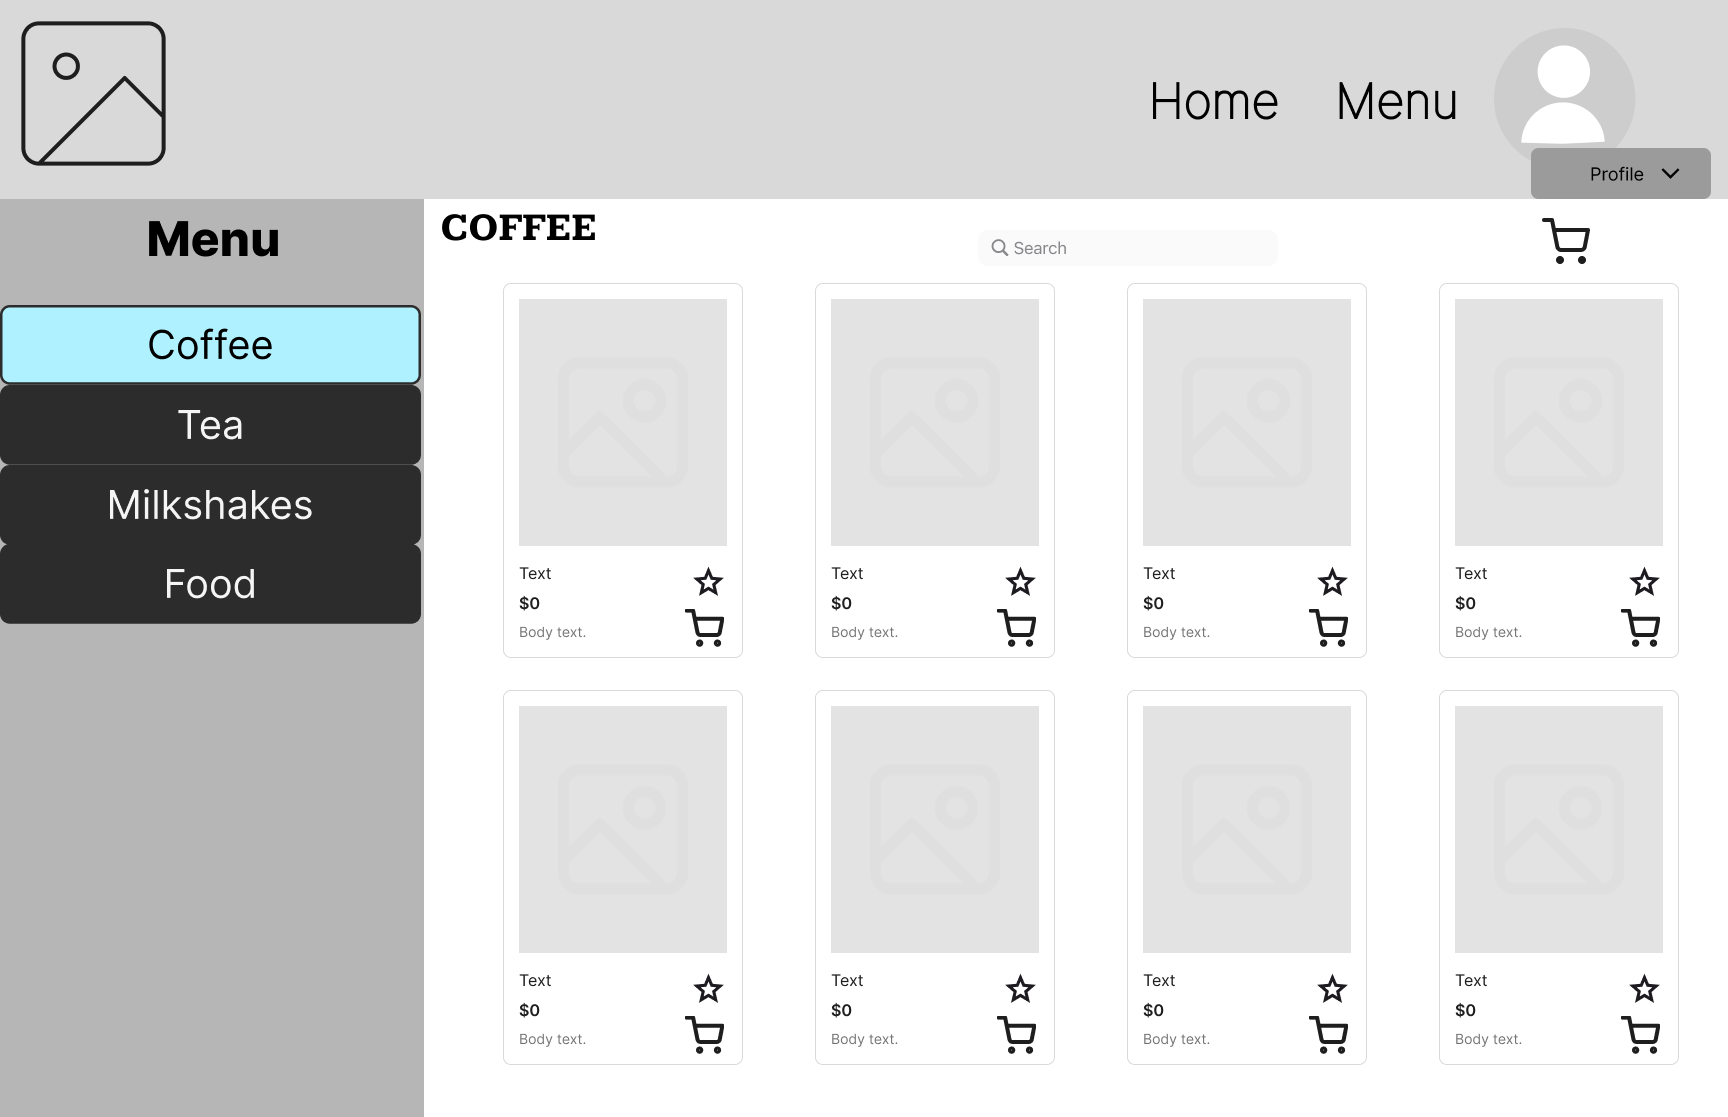 Home
Menu
Profile
Menu
Coffee
Tea
Milkshakes
Food
COFFEE
Search
Text
$0
Body text.
Text
$0
Body text.
Text
$0
Body text.
Text
$0
Body text.
Text
$0
Body text.
Text
$0
Body text.
Text
$0
Body text.
Text
$0
Body text.